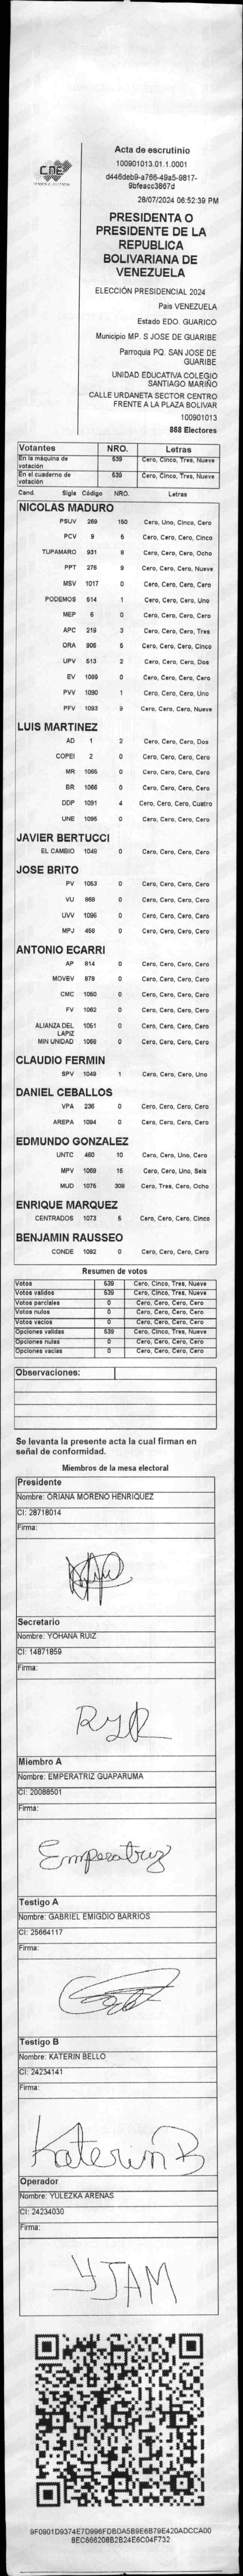 CNE
Acta de escrutinio
100901013.01.1.0001
d446deb9-a766-49a5-9817-
9bfeacc3867d
28/07/2024 06:52:39 PM
PRESIDENTA O
PRESIDENTE DE LA
REPUBLICA
BOLIVARIANA DE
VENEZUELA
ELECCIÓN PRESIDENCIAL 2024
País VENEZUELA
Estado EDO. GUARICO
Municipio MP. S JOSE DE GUARIBE
Parroquia PQ. SAN JOSE DE
GUARIBE
UNIDAD EDUCATIVA COLEGIO
SANTIAGO MARIÑO
CALLE URDANETA SECTOR CENTRO
FRENTE A LA PLAZA BOLIVAR
100901013
868 Electores
Votantes NRO. Letras
En la máquina de votación 539 Cero, Cinco, Tres, Nueve
En el cuaderno de votación 539 Cero, Cinco, Tres, Nueve
Cand. Sigla Código NRO. Letras
NICOLAS MADURO
PSUV 269 150 Cero, Uno, Cinco, Cero
PCV 9 5 Cero, Cero, Cero, Cinco
TUPAMARO 931 8 Cero, Cero, Cero, Ocho
PPT 276 9 Cero, Cero, Cero, Nueve
MSV 1017 0 Cero, Cero, Cero, Cero
PODEMOS 514 1 Cero, Cero, Cero, Uno
MEP 6 0 Cero, Cero, Cero, Cero
APC 219 3 Cero, Cero, Cero, Tres
ORA 906 5 Cero, Cero, Cero, Cinco
UPV 513 2 Cero, Cero, Cero, Dos
EV 1089 0 Cero, Cero, Cero, Cero
PVV 1090 1 Cero, Cero, Cero, Uno
PFV 1093 9 Cero, Cero, Cero, Nueve
LUIS MARTINEZ
AD 1 2 Cero, Cero, Cero, Dos
COPEI 2 0 Cero, Cero, Cero, Cero
MR 1065 0 Cero, Cero, Cero, Cero
BR 1066 0 Cero, Cero, Cero, Cero
DDP 1091 4 Cero, Cero, Cero, Cuatro
UNE 1095 0 Cero, Cero, Cero, Cero
JAVIER BERTUCCI
EL CAMBIO 1048 0 Cero, Cero, Cero, Cero
JOSE BRITO
PV 1053 0 Cero, Cero, Cero, Cero
VU 869 0 Cero, Cero, Cero, Cero
UVV 1096 0 Cero, Cero, Cero, Cero
MPJ 458 0 Cero, Cero, Cero, Cero
ANTONIO ECARRI
AP 814 0 Cero, Cero, Cero, Cero
MOVEV 878 0 Cero, Cero, Cero, Cero
CMC 1050 0 Cero, Cero, Cero, Cero
FV 1062 0 Cero, Cero, Cero, Cero
ALIANZA DEL LAPIZ 1051 0 Cero, Cero, Cero, Cero
MIN UNIDAD 1068 0 Cero, Cero, Cero, Cero
CLAUDIO FERMIN
SPV 1049 1 Cero, Cero, Cero, Uno
DANIEL CEBALLOS
VPA 236 0 Cero, Cero, Cero, Cero
AREPA 1094 0 Cero, Cero, Cero, Cero
EDMUNDO GONZALEZ
UNTC 460 10 Cero, Cero, Uno, Cero
MPV 1069 16 Cero, Cero, Uno, Seis
MUD 1075 308 Cero, Tres, Cero, Ocho
ENRIQUE MARQUEZ
CENTRADOS 1073 5 Cero, Cero, Cero, Cinco
BENJAMIN RAUSSEO
CONDE 1092 0 Cero, Cero, Cero, Cero
Resumen de votos
Votos 539 Cero, Cinco, Tres, Nueve
Votos validos 539 Cero, Cinco, Tres, Nueve
Votos parciales 0 Cero, Cero, Cero, Cero
Votos nulos 0 Cero, Cero, Cero, Cero
Votos vacios 0 Cero, Cero, Cero, Cero
Opciones validas 539 Cero, Cinco, Tres, Nueve
Opciones nulas 0 Cero, Cero, Cero, Cero
Opciones vacias 0 Cero, Cero, Cero, Cero
Observaciones:
Se levanta la presente acta la cual firman en
señal de conformidad.
Miembros de la mesa electoral
Presidente
Nombre: ORIANA MORENO HENRIQUEZ
CI: 28718014
Firma:
Secretario
Nombre: YOHANA RUIZ
CI: 14871859
Firma:
Miembro A
Nombre: EMPERATRIZ GUAPARUMA
CI: 20088501
Firma:
Emperatriz
Testigo A
Nombre: GABRIEL EMIGDIO BARRIOS
CI: 25664117
Firma:
Testigo B
Nombre: KATERIN BELLO
CI: 24234141
Firma:
Katerin B
Operador
Nombre: YULEZKA ARENAS
CI: 24234030
Firma:
YJAM
9F0901D9374E7D996FDBDA5B9E6B79E420ADCCA00
8EC666208B2B24E6C04F732